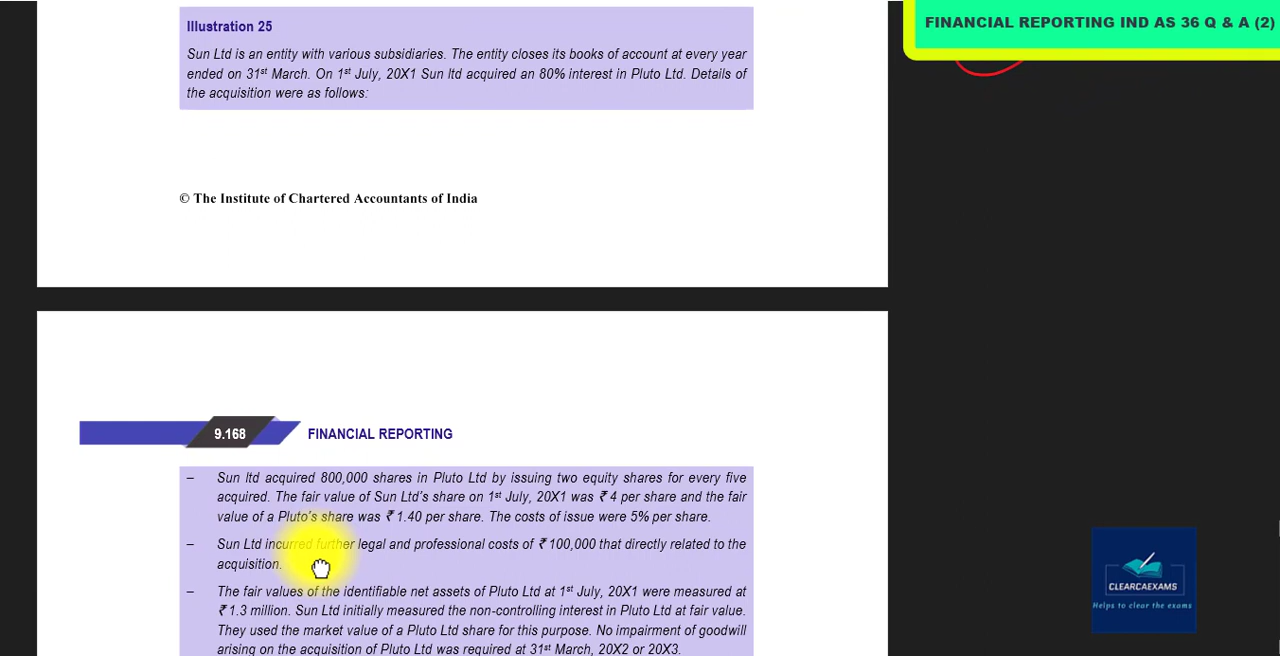 FINANCIAL REPORTING IND AS 36 Q & A (2)
Illustration 25
Sun Ltd is an entity with various subsidiaries. The entity closes its books of account at every year
ended on 31st March. On 1st July, 20X1 Sun ltd acquired an 80% interest in Pluto Ltd. Details of
the acquisition were as follows:
© The Institute of Chartered Accountants of India
9.168 FINANCIAL REPORTING
– Sun ltd acquired 800,000 shares in Pluto Ltd by issuing two equity shares for every five
acquired. The fair value of Sun Ltd's share on 1st July, 20X1 was ₹ 4 per share and the fair
value of a Pluto's share was ₹ 1.40 per share. The costs of issue were 5% per share.
– Sun Ltd incurred further legal and professional costs of ₹ 100,000 that directly related to the
acquisition.
– The fair values of the identifiable net assets of Pluto Ltd at 1st July, 20X1 were measured at
₹ 1.3 million. Sun Ltd initially measured the non-controlling interest in Pluto Ltd at fair value.
They used the market value of a Pluto Ltd share for this purpose. No impairment of goodwill
arising on the acquisition of Pluto Ltd was required at 31st March, 20X2 or 20X3.
CLEARCAEXAMS
Helps to clear the exams